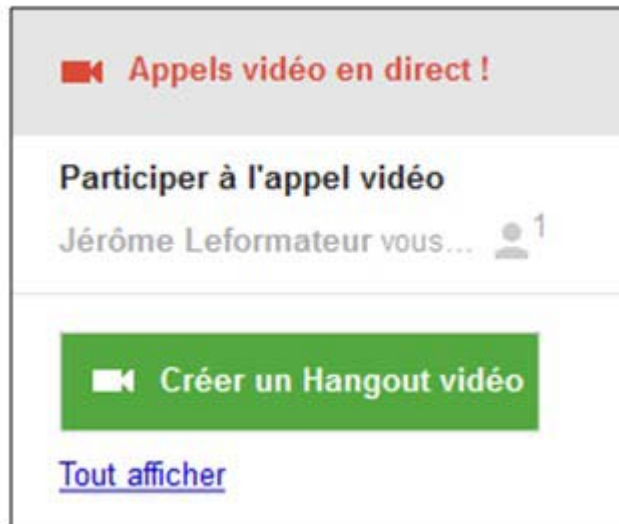 Appels vidéo en direct !
Participer à l'appel vidéo
Jérôme Leformateur vous... 1
Créer un Hangout vidéo
Tout afficher